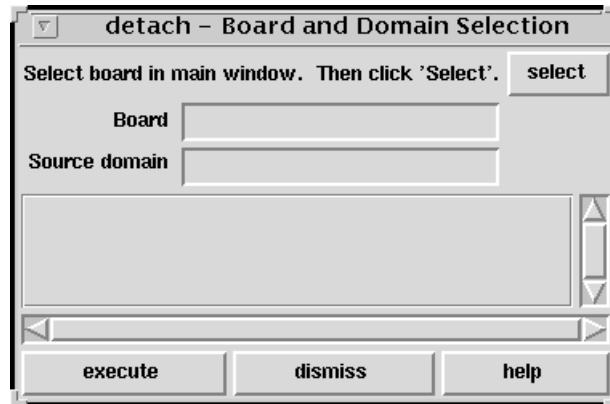 detach – Board and Domain Selection
Select board in main window. Then click 'Select'. select
Board
Source domain
execute dismiss help